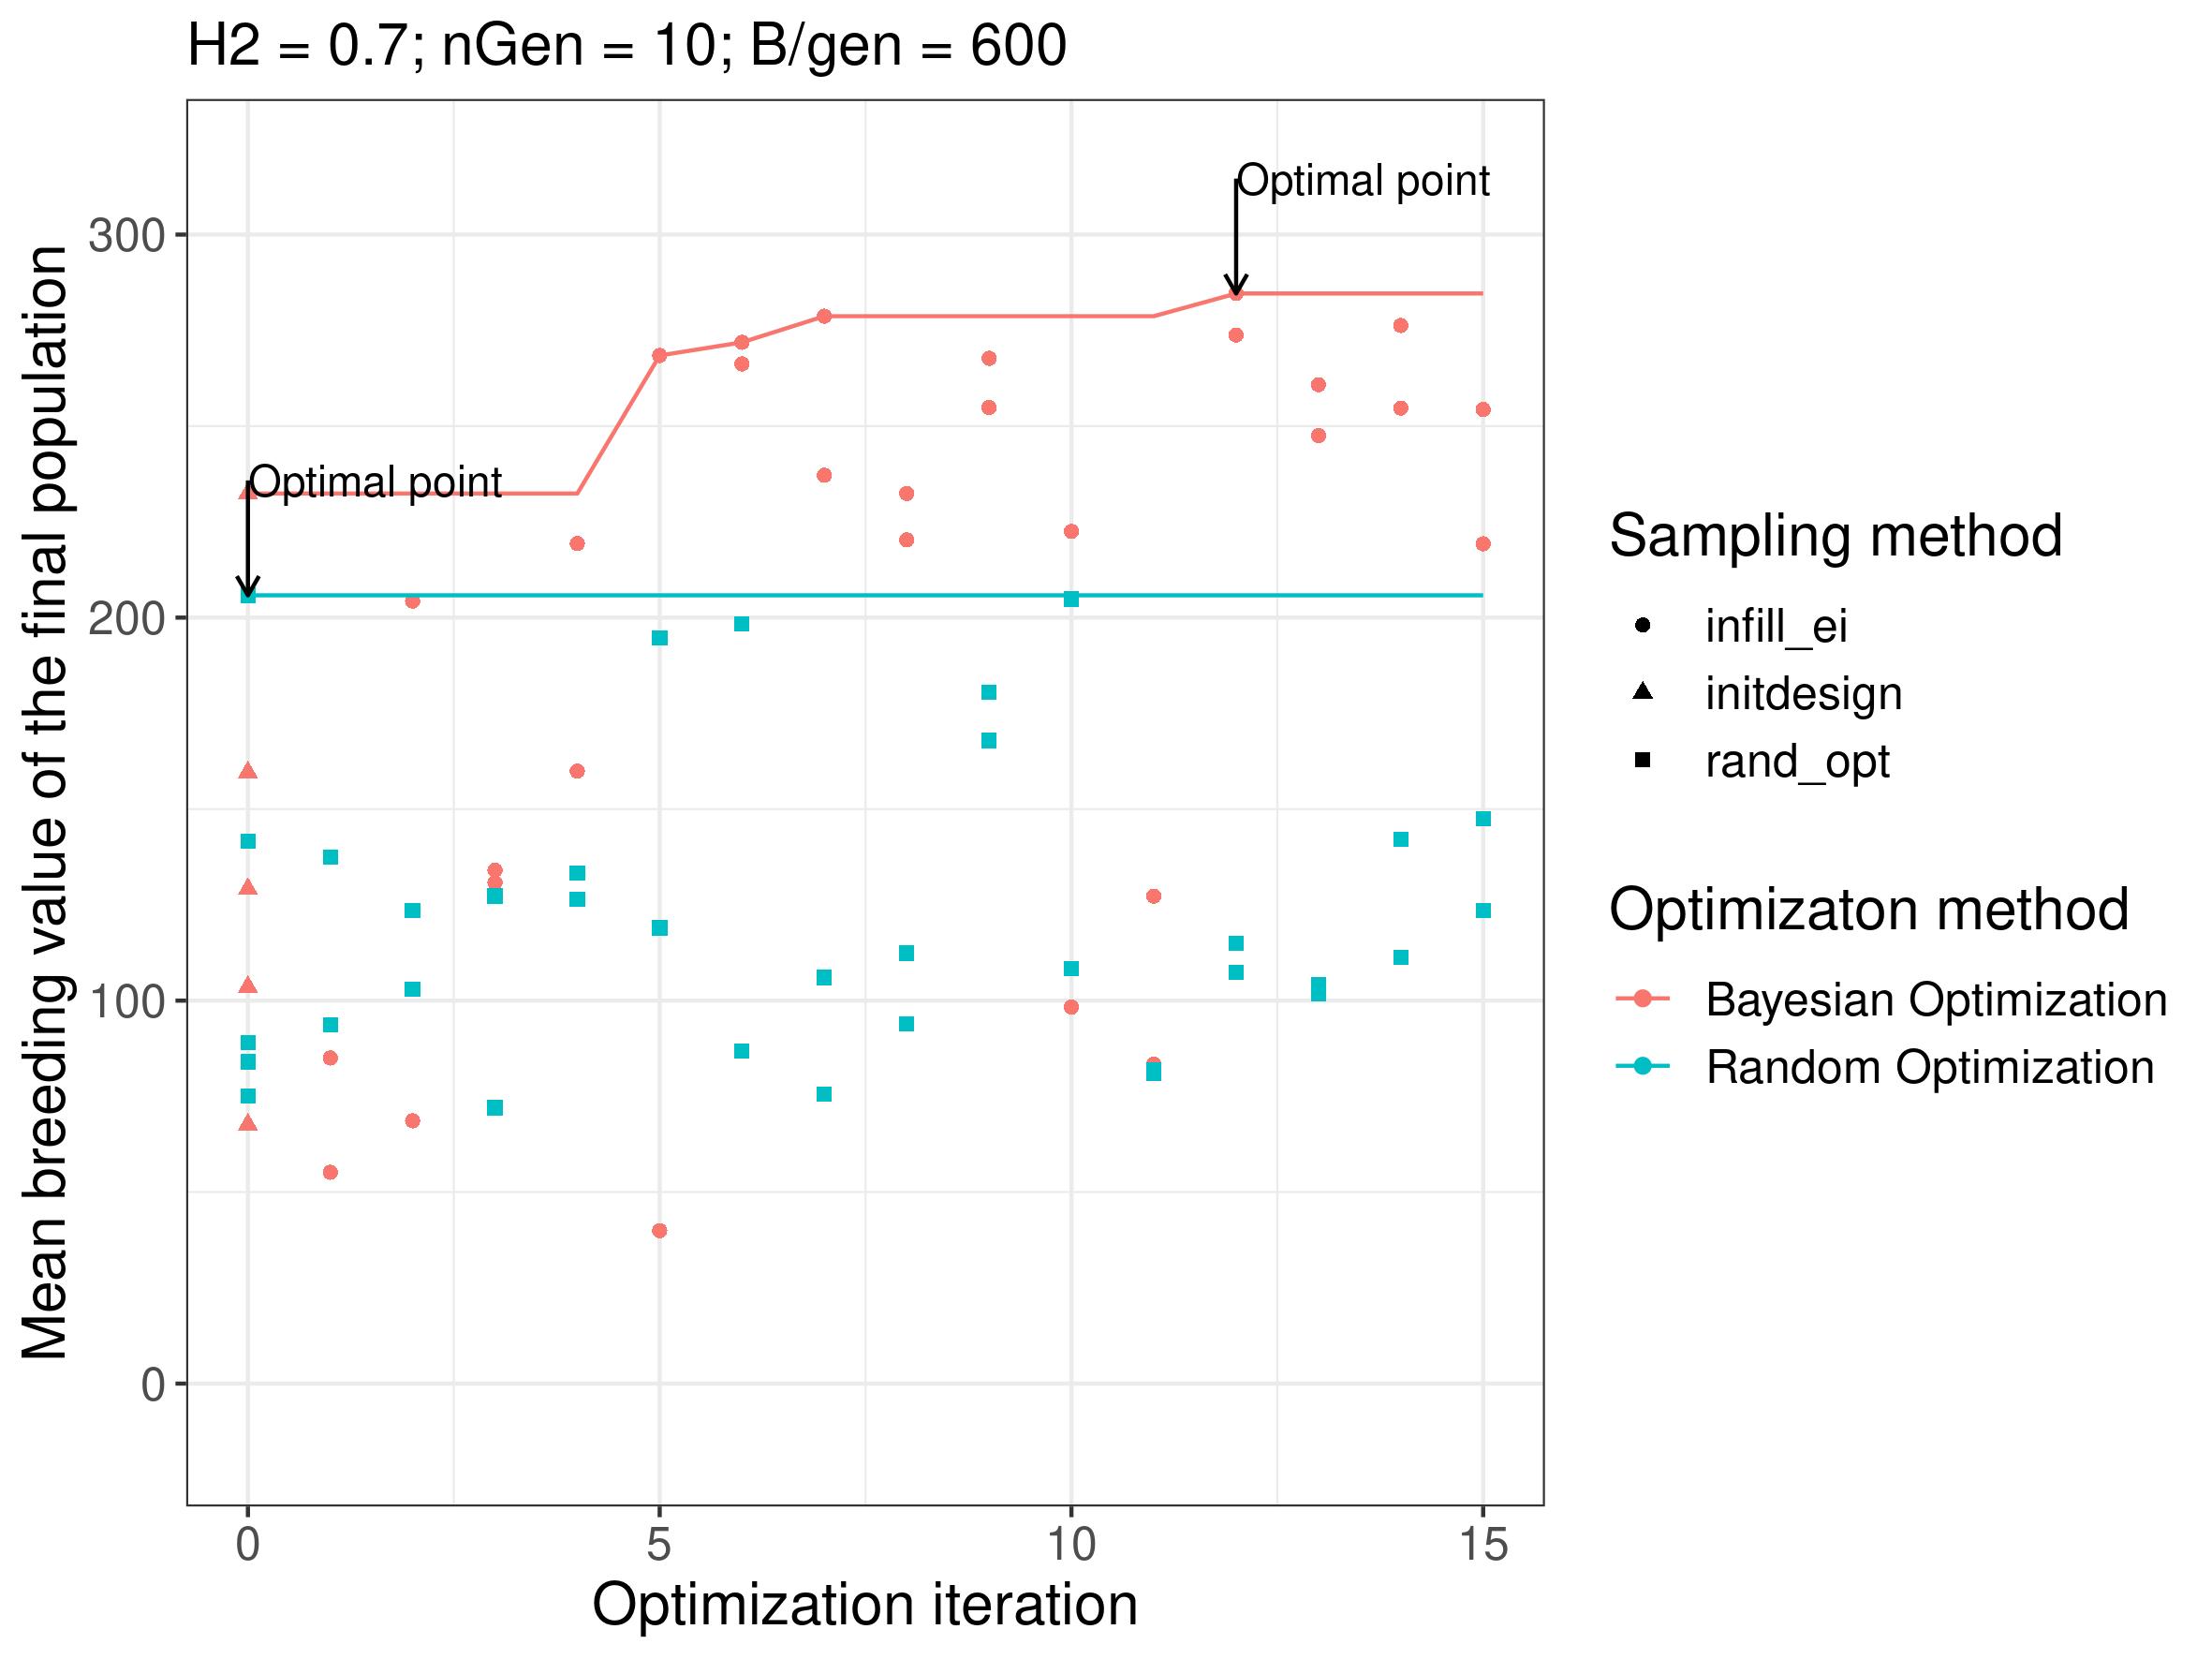 H2 = 0.7; nGen = 10; B/gen = 600
Mean breeding value of the final population
300
200
100
0
Optimal point
Optimal point
0
5
10
15
Optimization iteration
Sampling method
infill_ei
initdesign
rand_opt
Optimizaton method
Bayesian Optimization
Random Optimization